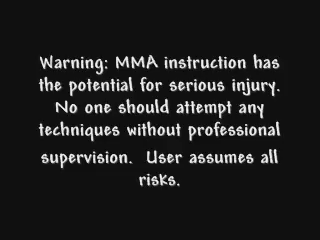 Warning: MMA instruction has
the potential for serious injury.
No one should attempt any
techniques without professional
supervision. User assumes all
risks.